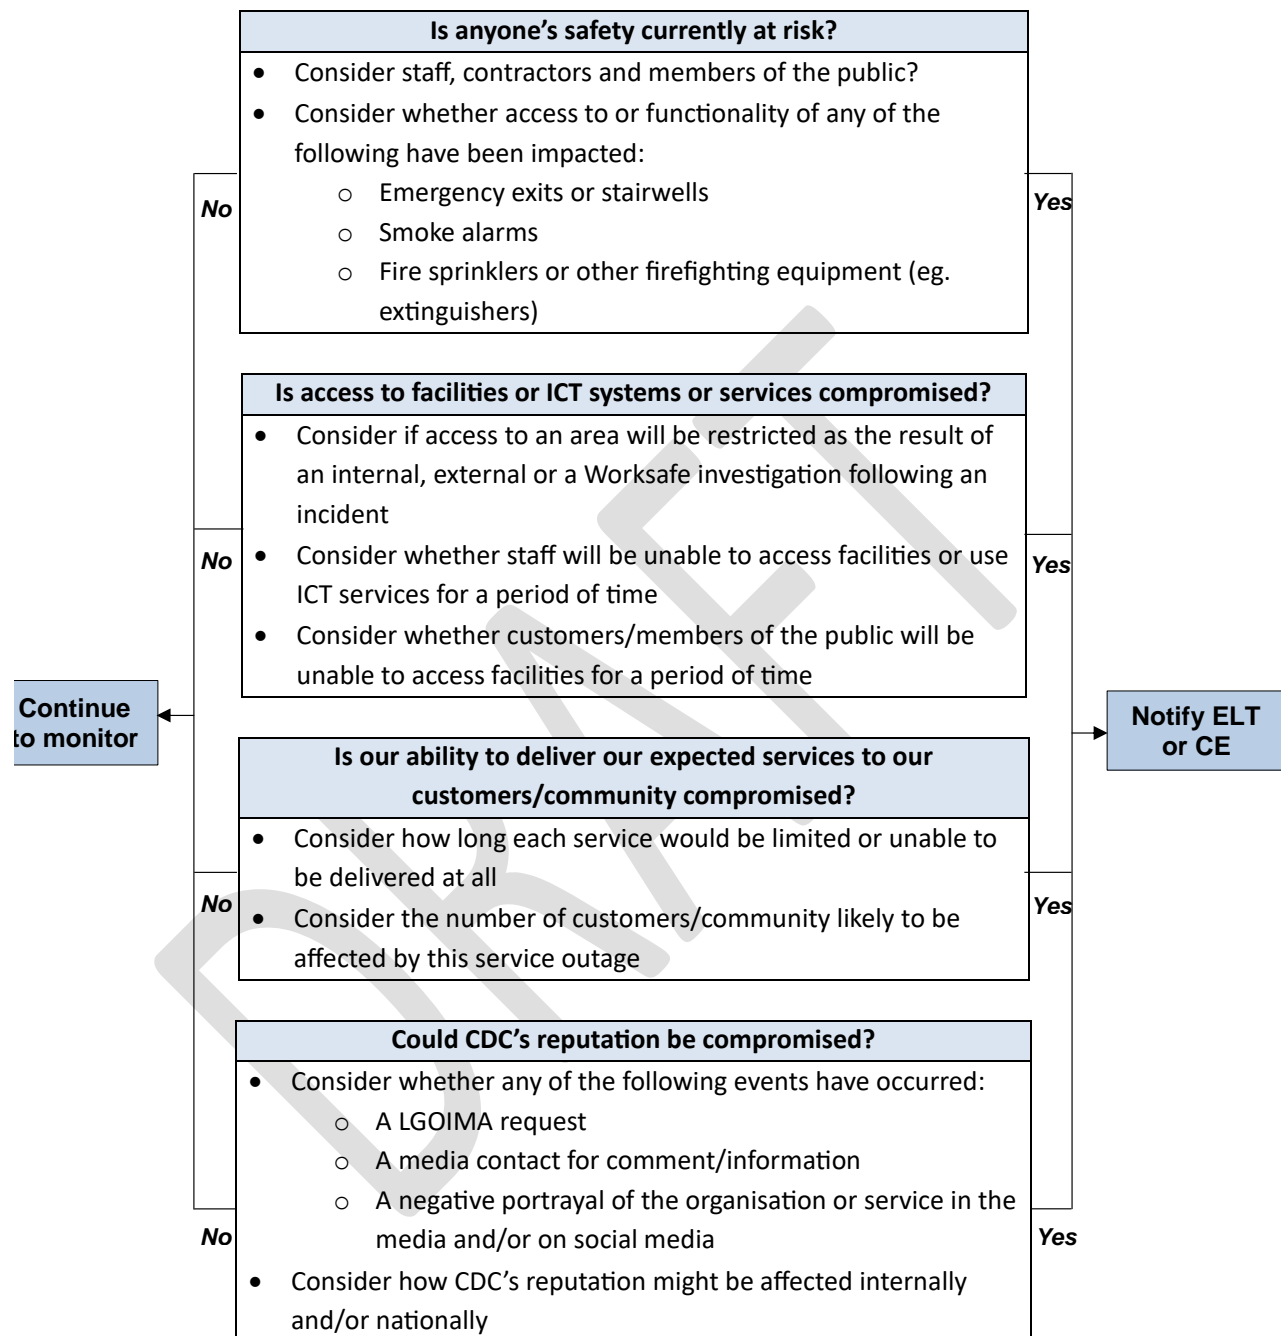 Is anyone’s safety currently at risk?
• Consider staff, contractors and members of the public?
• Consider whether access to or functionality of any of the
following have been impacted:
o Emergency exits or stairwells
o Smoke alarms
o Fire sprinklers or other firefighting equipment (eg.
extinguishers)
No
Yes
Is access to facilities or ICT systems or services compromised?
• Consider if access to an area will be restricted as the result of
an internal, external or a Worksafe investigation following an
incident
• Consider whether staff will be unable to access facilities or use
ICT services for a period of time
• Consider whether customers/members of the public will be
unable to access facilities for a period of time
No
Yes
Continue
to monitor
Notify ELT
or CE
Is our ability to deliver our expected services to our
customers/community compromised?
• Consider how long each service would be limited or unable to
be delivered at all
• Consider the number of customers/community likely to be
affected by this service outage
No
Yes
Could CDC’s reputation be compromised?
• Consider whether any of the following events have occurred:
o A LGOIMA request
o A media contact for comment/information
o A negative portrayal of the organisation or service in the
media and/or on social media
• Consider how CDC’s reputation might be affected internally
and/or nationally
No
Yes
DRAFT